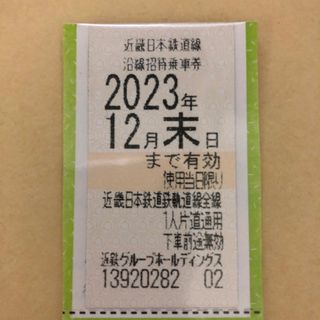 近畿日本鉄道線
沿線招待乗車券
2023年
12月末日
まで有効
使用当日限り
近畿日本鉄道鉄軌道線全線
1人片道通用
下車前途無効
近鉄グループホールディングス
13920282 02